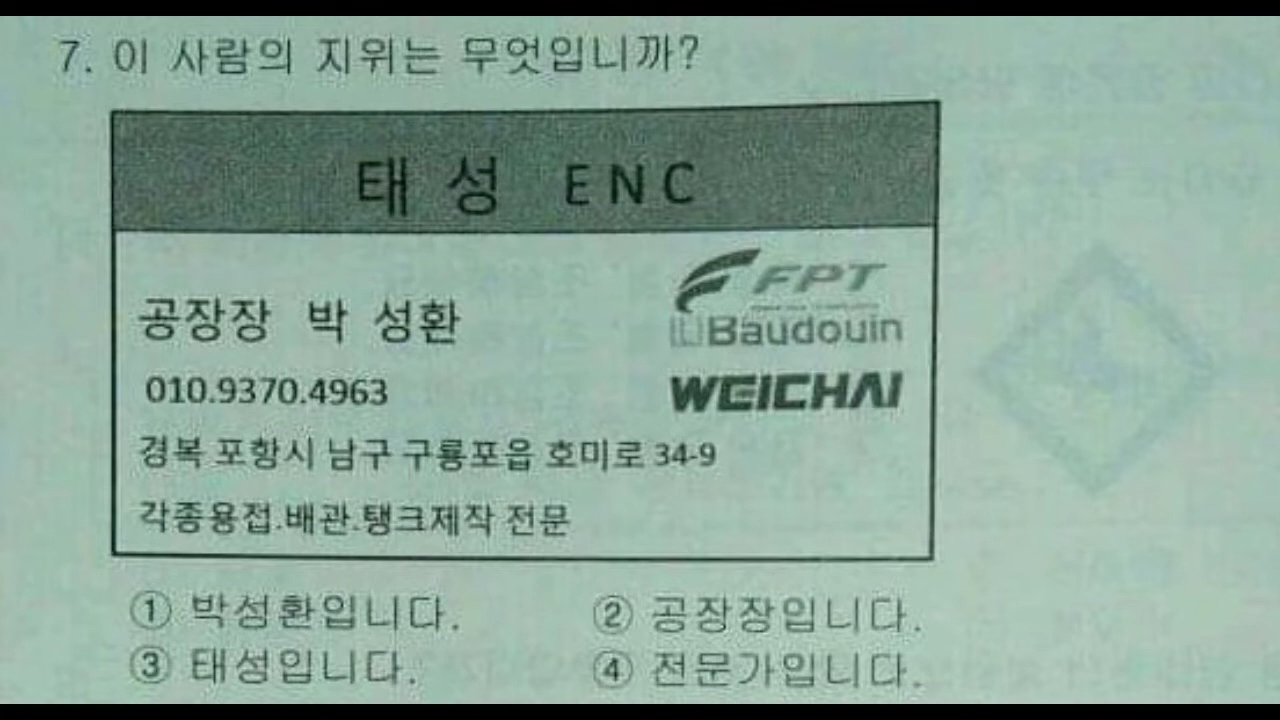 7. 이 사람의 지위는 무엇입니까?
태 성 ENC
FPT
공장장 박 성환
Baudouin
010.9370.4963
WEICHAI
경복 포항시 남구 구룡포읍 호미로 34-9
각종용접.배관.탱크제작 전문
① 박성환입니다. ② 공장장입니다.
③ 태성입니다. ④ 전문가입니다.